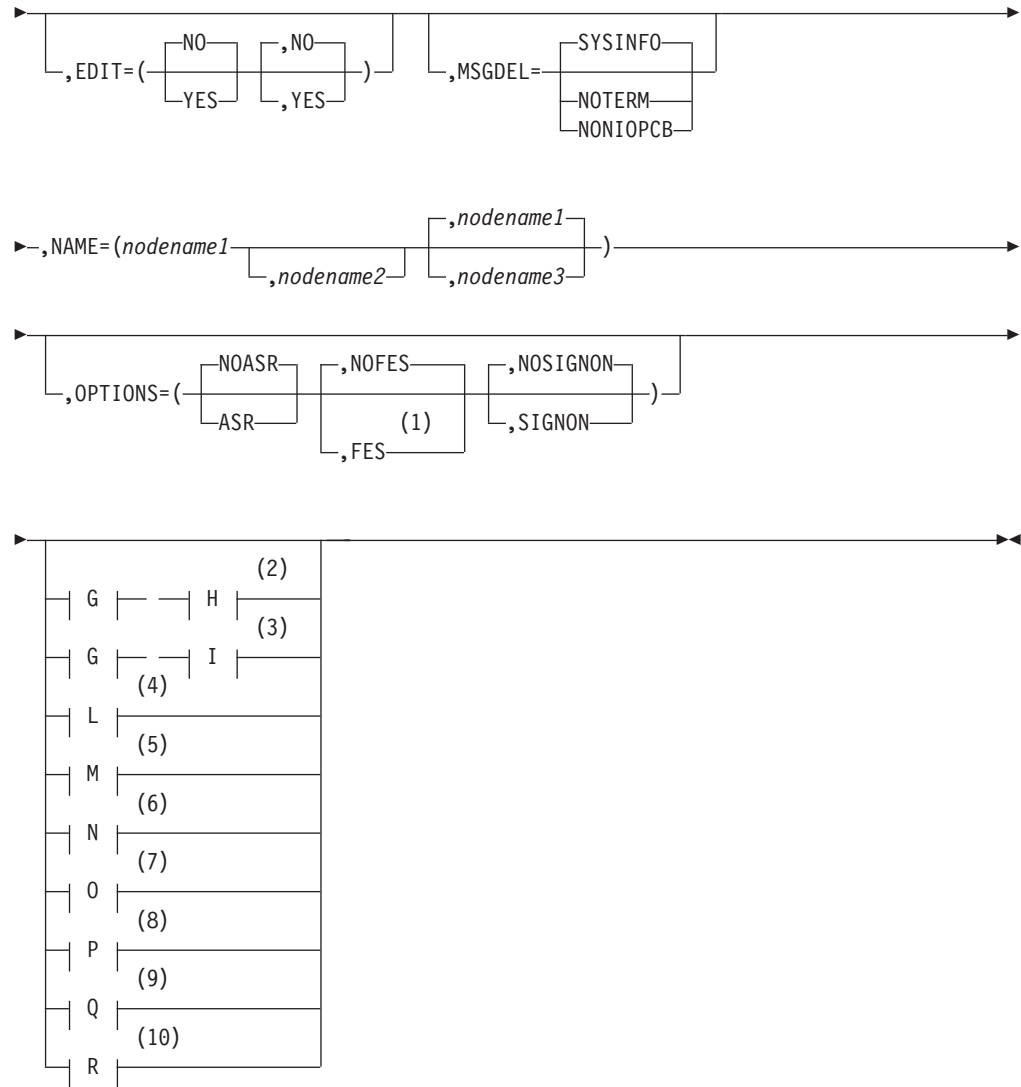 NO ,NO SYSINFO
,EDIT=( ) ,MSGDEL=
YES ,YES NOTERM
NONIOPCB
,nodename1
,NAME=(nodename1 )
,nodename2 ,nodename3
NOASR ,NOFES ,NOSIGNON
,OPTIONS=( )
ASR (1) ,SIGNON
,FES
(2)
G H
(3)
G I
(4)
L
(5)
M
(6)
N
(7)
O
(8)
P
(9)
Q
(10)
R